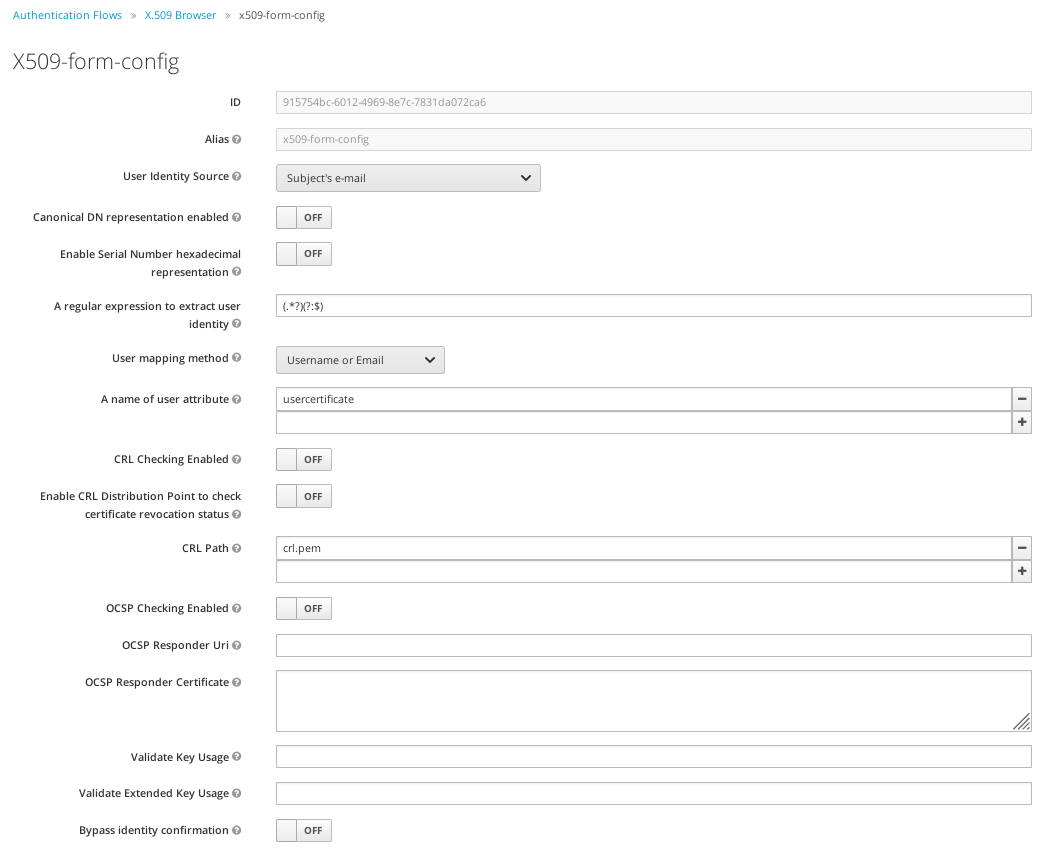 Authentication Flows » X.509 Browser » x509-form-config
X509-form-config
ID 915754bc-6012-4969-8e7c-7831da072ca6
Alias x509-form-config
User Identity Source Subject's e-mail
Canonical DN representation enabled OFF
Enable Serial Number hexadecimal
representation OFF
A regular expression to extract user
identity (.*?)(?:$)
User mapping method Username or Email
A name of user attribute usercertificate
CRL Checking Enabled OFF
Enable CRL Distribution Point to check
certificate revocation status OFF
CRL Path crl.pem
OCSP Checking Enabled OFF
OCSP Responder Uri
OCSP Responder Certificate
Validate Key Usage
Validate Extended Key Usage
Bypass identity confirmation OFF